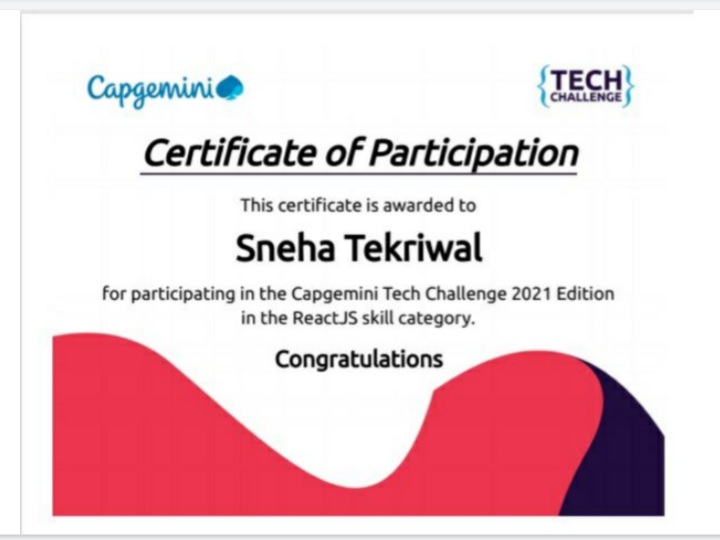 Capgemini
{TECH
CHALLENGE}
Certificate of Participation
This certificate is awarded to
Sneha Tekriwal
for participating in the Capgemini Tech Challenge 2021 Edition
in the ReactJS skill category.
Congratulations